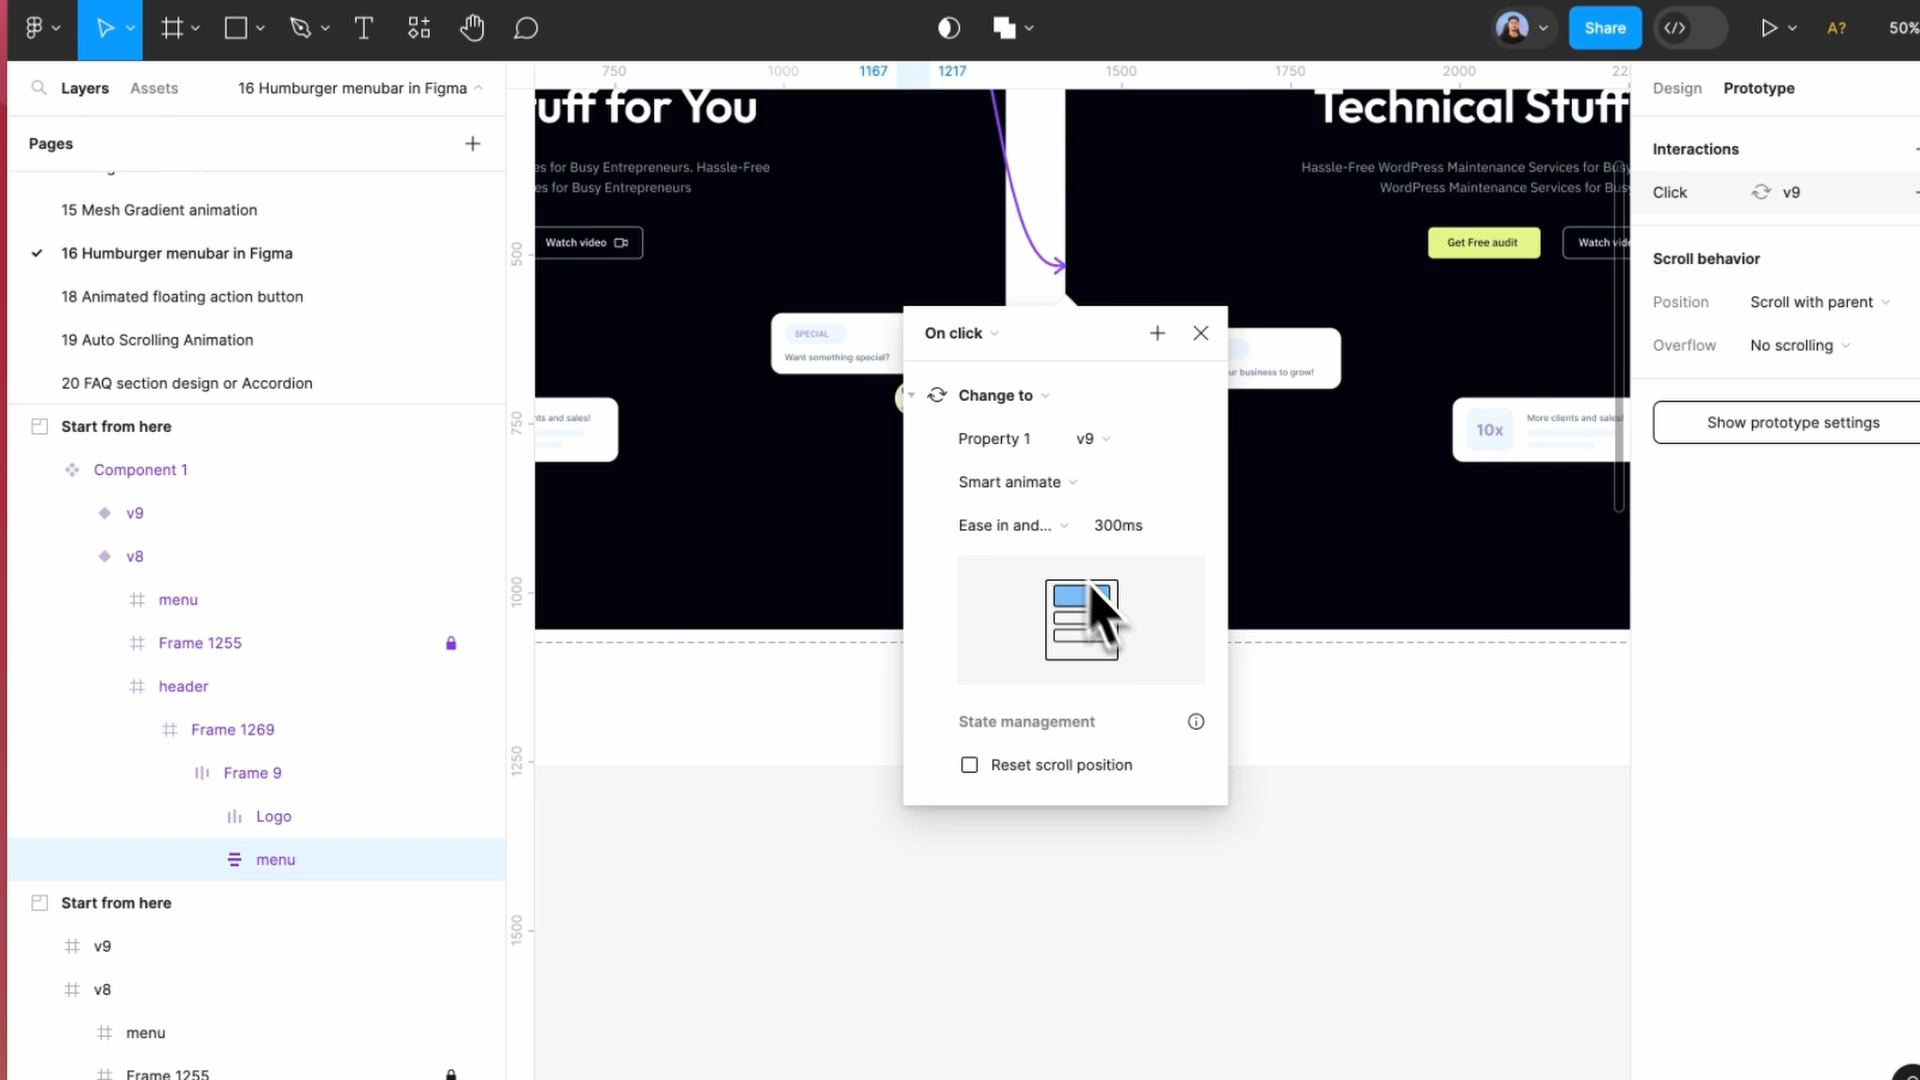 Share
A?
50%
Layers
Assets
16 Humburger menubar in Figma
Pages
15 Mesh Gradient animation
16 Humburger menubar in Figma
18 Animated floating action button
19 Auto Scrolling Animation
20 FAQ section design or Accordion
Start from here
Component 1
v9
v8
menu
Frame 1255
header
Frame 1269
Frame 9
Logo
menu
Start from here
v9
v8
menu
Frame 1255
750 1000 1167 1217 1500 1750 2000
500
750
1000
1250
1500
uff for You
es for Busy Entrepreneurs. Hassle-Free
es for Busy Entrepreneurs
Watch video
SPECIAL
Want something special?
nts and sales!
Technical Stuff
Hassle-Free WordPress Maintenance Services for Busy
WordPress Maintenance Services for Busy
Get Free audit
Watch vide
ur business to grow!
10x
More clients and sales!
On click
Change to
Property 1 v9
Smart animate
Ease in and... 300ms
State management
Reset scroll position
Design
Prototype
Interactions
Click v9
Scroll behavior
Position Scroll with parent
Overflow No scrolling
Show prototype settings